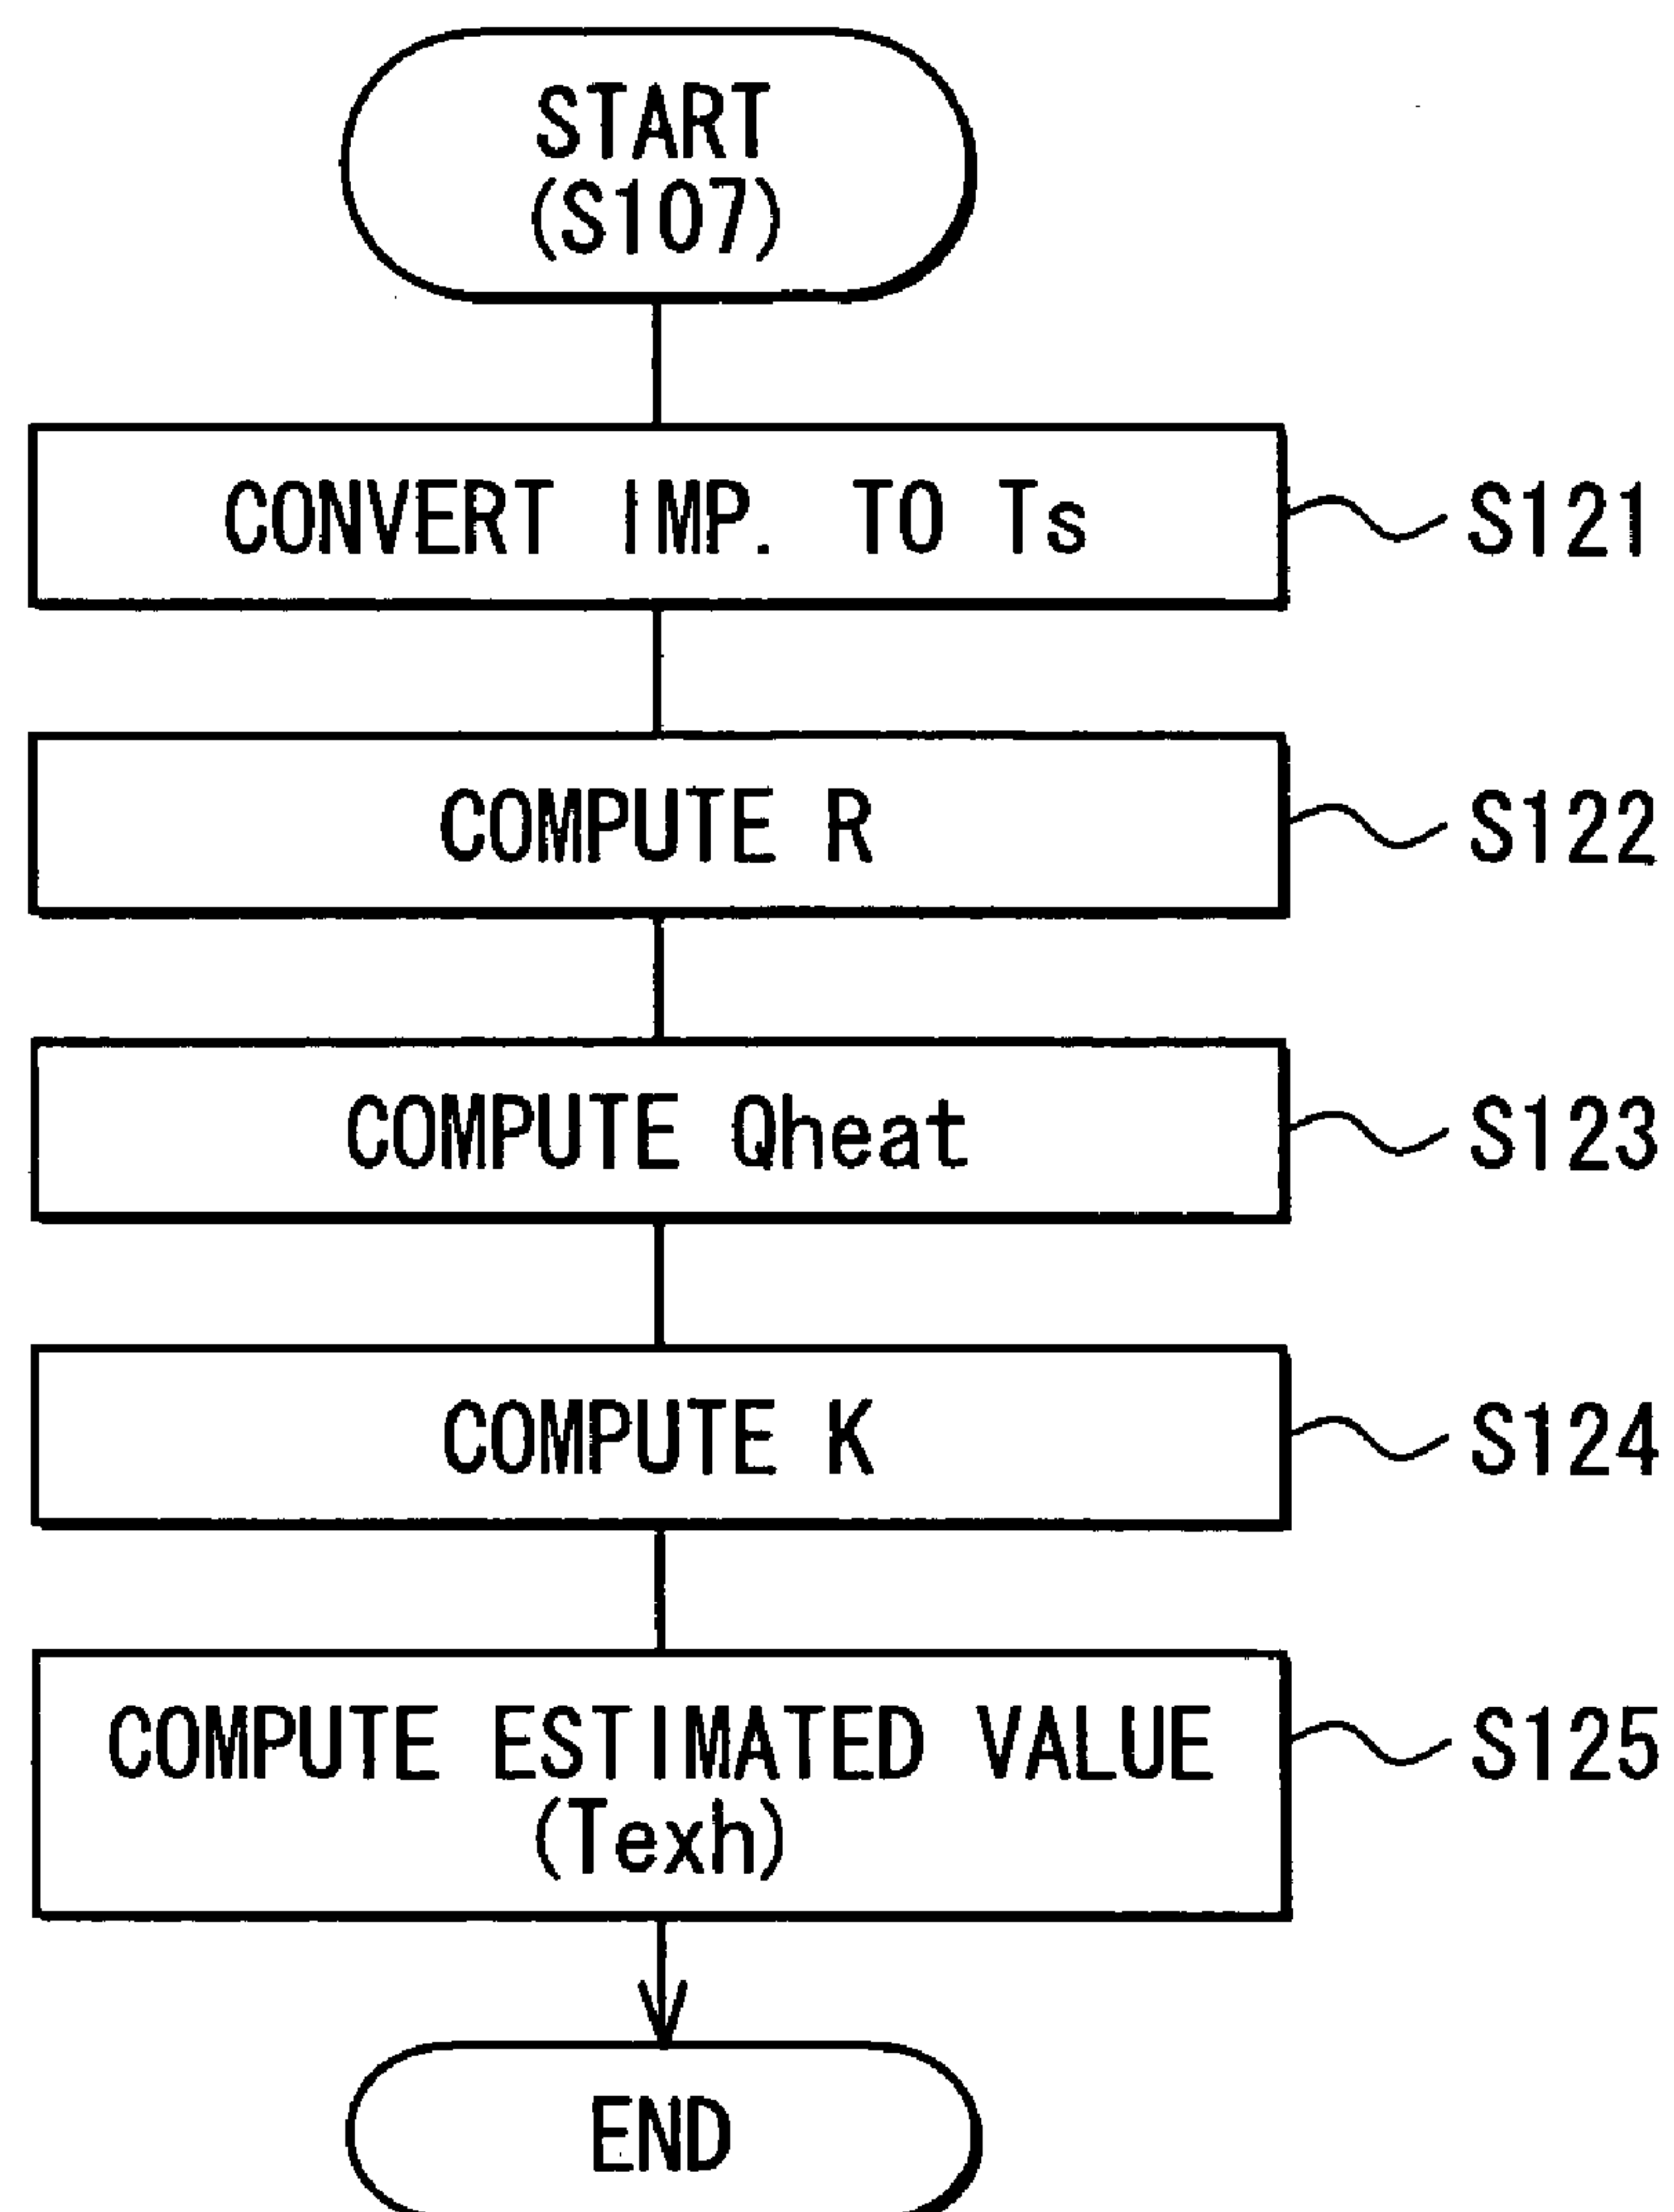 START
(S107)
CONVERT IMP. TO Ts
S121
COMPUTE R
S122
COMPUTE Qheat
S123
COMPUTE K
S124
COMPUTE ESTIMATED VALUE
(Texh)
S125
END